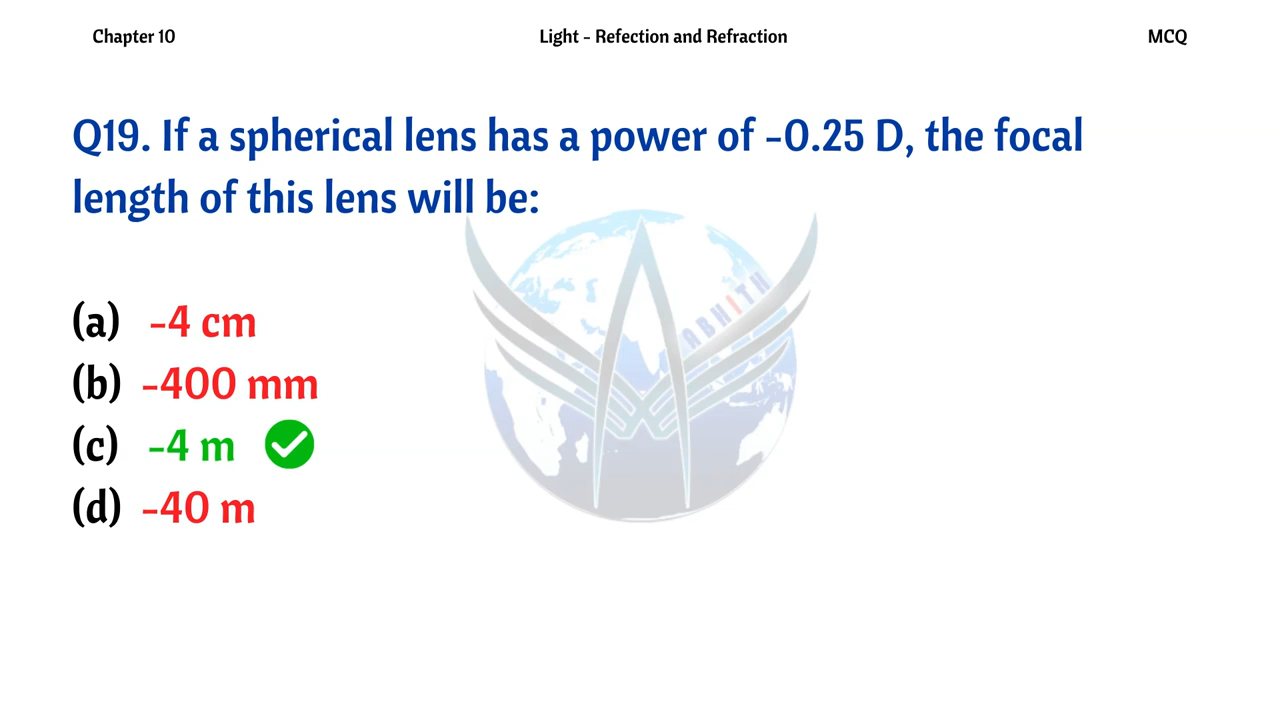 Chapter 10
Light – Refection and Refraction
MCQ
Q19. If a spherical lens has a power of –0.25 D, the focal
length of this lens will be:
ABHITH
(a) –4 cm
(b) –400 mm
(c) –4 m
(d) –40 m